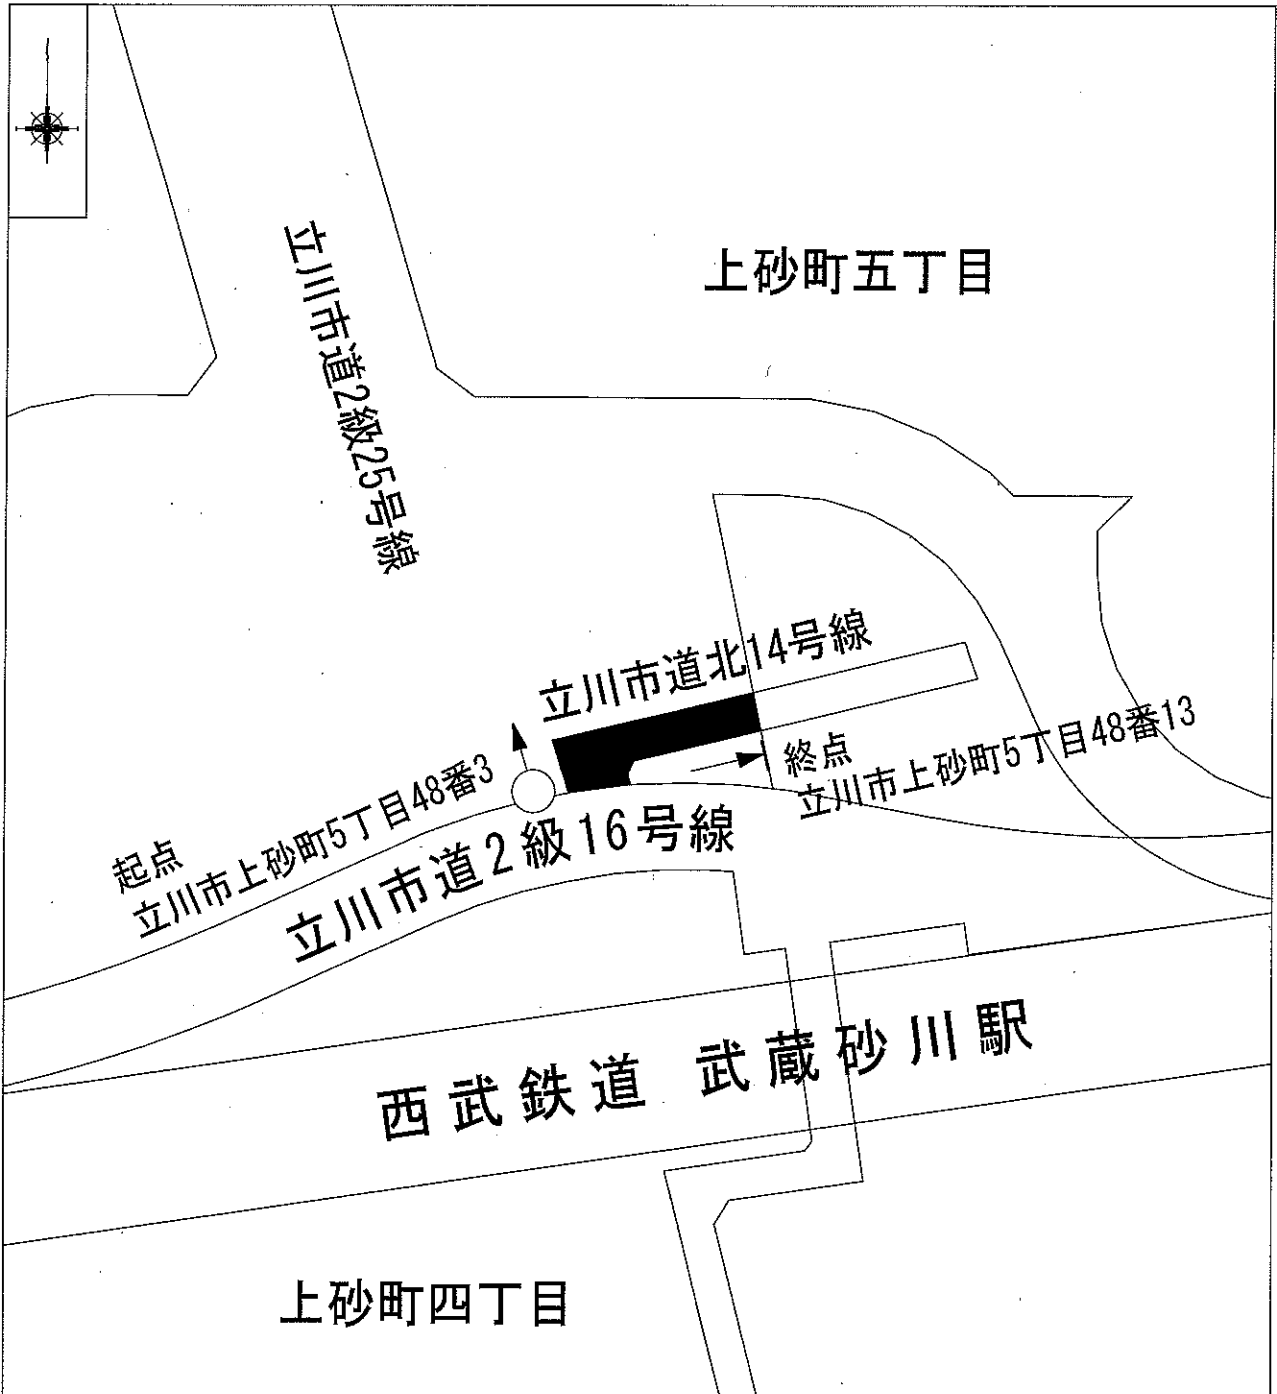 立川市道2級25号線
上砂町五丁目
立川市道北14号線
起点
立川市上砂町5丁目48番3
終点
立川市上砂町5丁目48番13
立川市道2級16号線
西武鉄道 武蔵砂川駅
上砂町四丁目